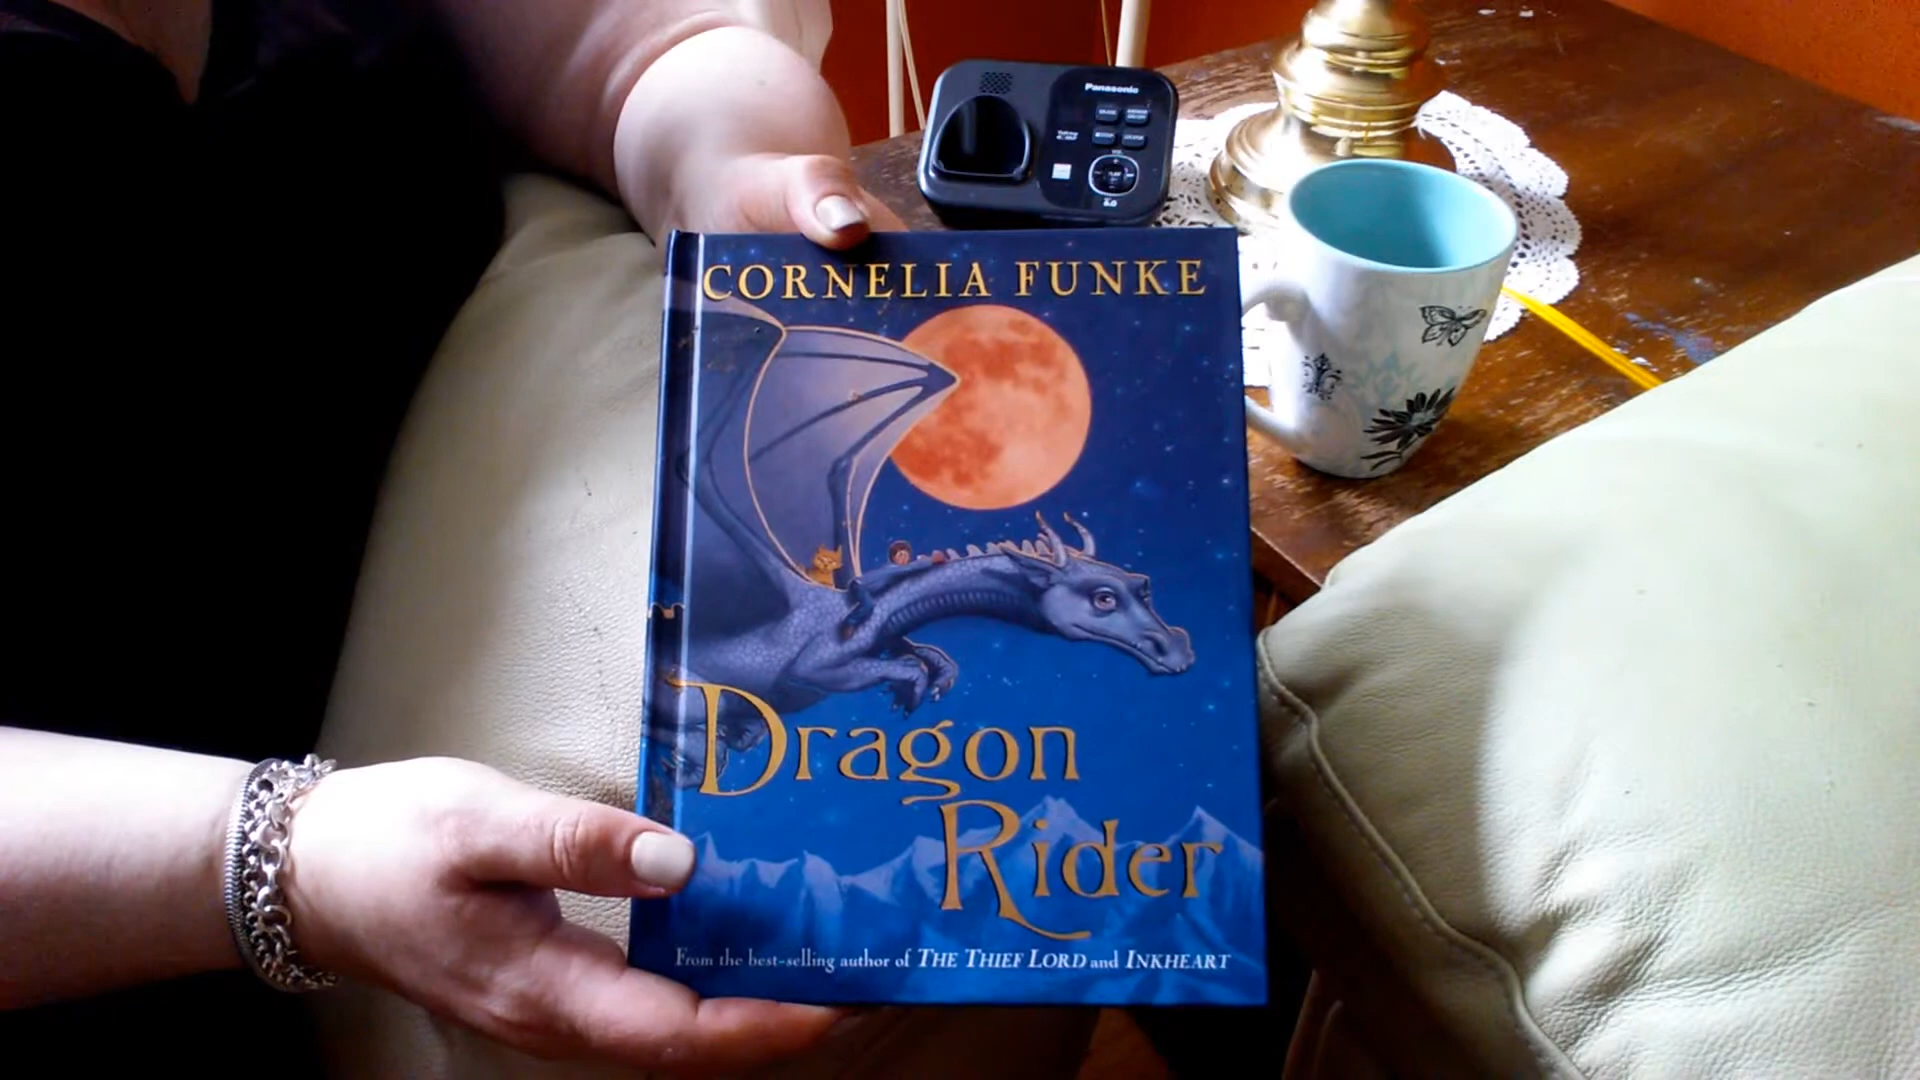 Panasonic
CORNELIA FUNKE
Dragon
Rider
From the best-selling author of THE THIEF LORD and INKHEART